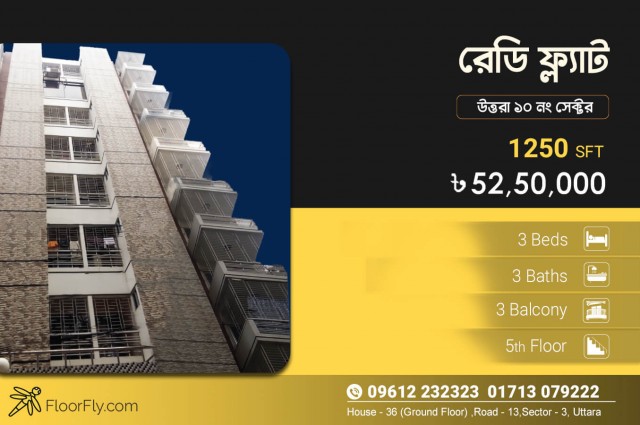 রেডি ফ্ল্যাট
উত্তরা ১০ নং সেক্টর
1250 SFT
৳ 52,50,000
3 Beds
3 Baths
3 Balcony
5th Floor
FloorFly.com
09612 232323 01713 079222
House - 36 (Ground Floor) ,Road - 13,Sector - 3, Uttara